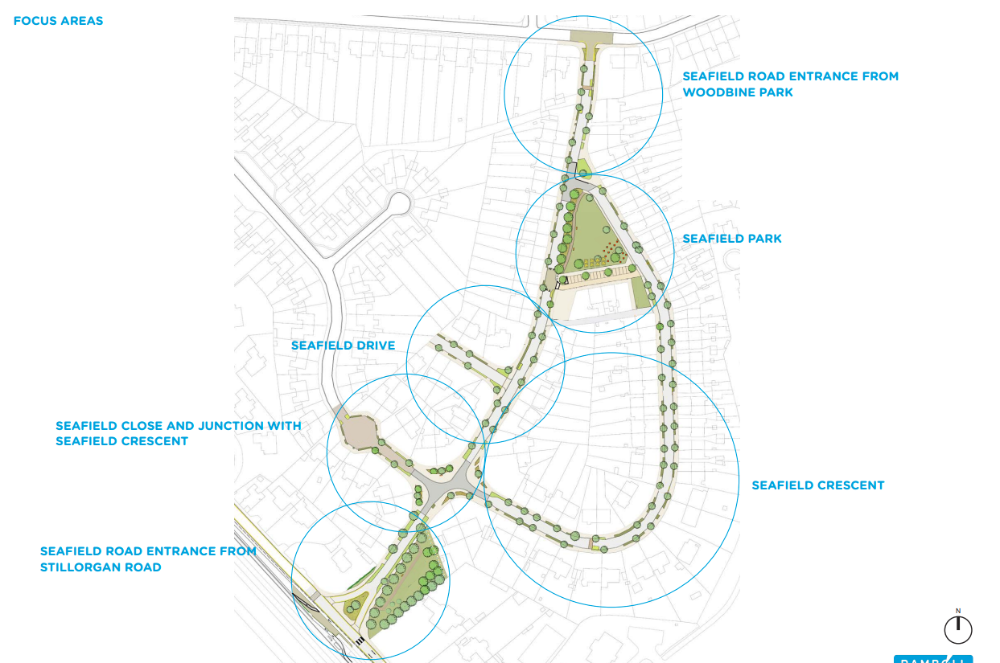 FOCUS AREAS
SEAFIELD ROAD ENTRANCE FROM
WOODBINE PARK
SEAFIELD PARK
SEAFIELD DRIVE
SEAFIELD CLOSE AND JUNCTION WITH
SEAFIELD CRESCENT
SEAFIELD CRESCENT
SEAFIELD ROAD ENTRANCE FROM
STILLORGAN ROAD
N